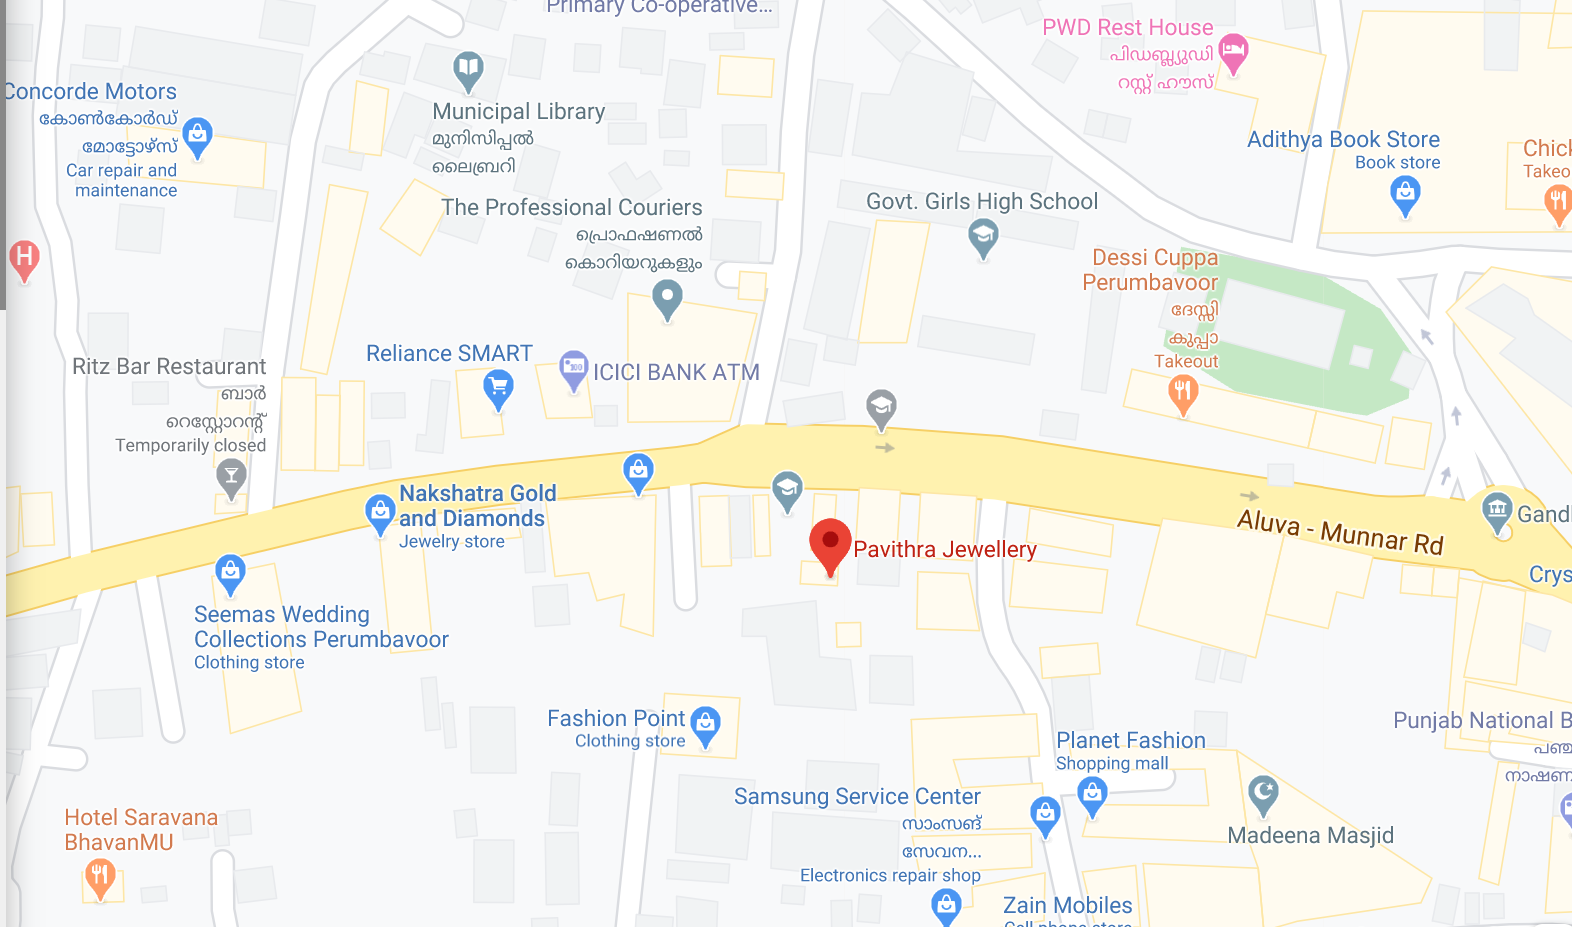 Primary Co-operative...
PWD Rest House
പിഡബ്ല്യുഡി
റസ്റ്റ് ഹൗസ്
Concorde Motors
കോൺകോർഡ്
മോട്ടോഴ്സ്
Car repair and
maintenance
Municipal Library
മുനിസിപ്പൽ
ലൈബ്രറി
Adithya Book Store
Book store
Chick
Takeo
The Professional Couriers
പ്രൊഫഷണൽ
കൊറിയറുകളും
Govt. Girls High School
H
Dessi Cuppa
Perumbavoor
ദേസ്സി
കുപ്പാ
Takeout
Ritz Bar Restaurant
ബാർ
റെസ്റ്റോറന്റ്
Temporarily closed
Reliance SMART
ICICI BANK ATM
Nakshatra Gold
and Diamonds
Jewelry store
Pavithra Jewellery
Aluva - Munnar Rd
Gandh
Crys
Seemas Wedding
Collections Perumbavoor
Clothing store
Fashion Point
Clothing store
Planet Fashion
Shopping mall
Punjab National B
പഞ്ച
നാഷണ
Samsung Service Center
സാംസങ്
സേവന...
Electronics repair shop
Hotel Saravana
BhavanMU
Madeena Masjid
Zain Mobiles
Cell phone store